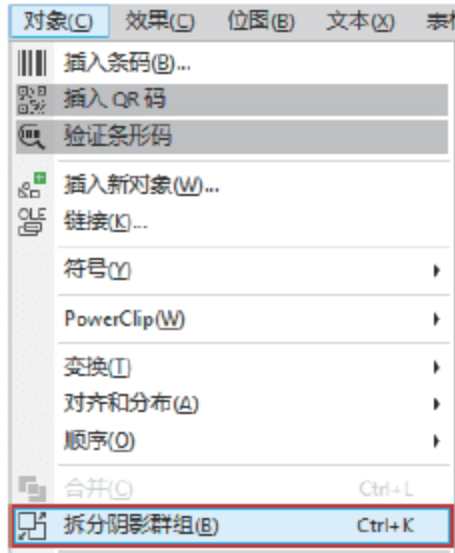 对象(C) 效果(C) 位图(B) 文本(X) 表
插入条码(B)...
插入 QR 码
验证条形码
插入新对象(W)...
OLE 链接(K)...
符号(Y)
PowerClip(W)
变换(T)
对齐和分布(A)
顺序(O)
合并(C) Ctrl+L
拆分阴影群组(B) Ctrl+K